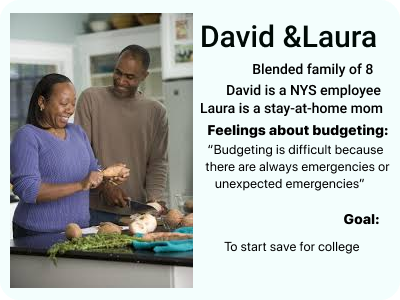 David &Laura
Blended family of 8
David is a NYS employee
Laura is a stay-at-home mom
Feelings about budgeting:
“Budgeting is difficult because
there are always emergencies or
unexpected emergencies”
Goal:
To start save for college